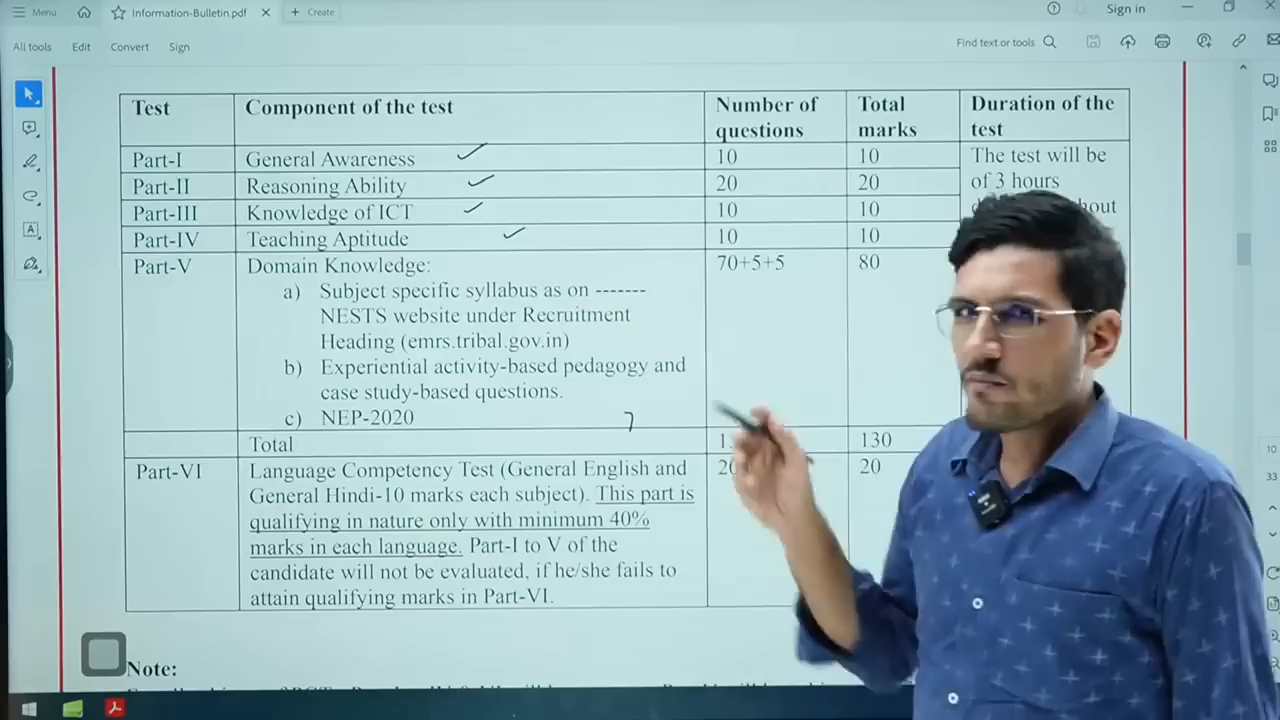 Menu
Information-Bulletin.pdf
Create
Sign in
All tools Edit Convert Sign
Find text or tools
Test Component of the test Number of questions Total marks Duration of the test
Part-I General Awareness 10 10 The test will be
Part-II Reasoning Ability 20 20 of 3 hours
Part-III Knowledge of ICT 10 10
Part-IV Teaching Aptitude 10 10
Part-V Domain Knowledge: 70+5+5 80
a) Subject specific syllabus as on -------
NESTS website under Recruitment
Heading (emrs.tribal.gov.in)
b) Experiential activity-based pedagogy and
case study-based questions.
c) NEP-2020
Total 130
Part-VI Language Competency Test (General English and 20
General Hindi-10 marks each subject). This part is
qualifying in nature only with minimum 40%
marks in each language. Part-I to V of the
candidate will not be evaluated, if he/she fails to
attain qualifying marks in Part-VI.
Note:
10
33